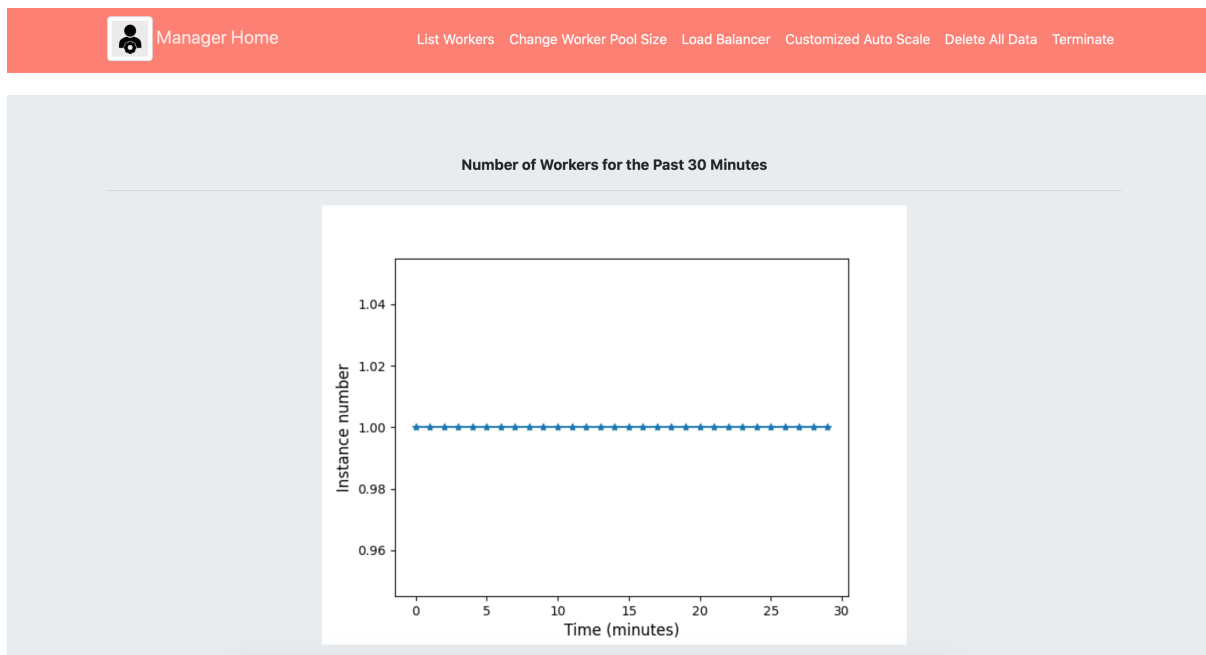 Manager Home
List Workers Change Worker Pool Size Load Balancer Customized Auto Scale Delete All Data Terminate
Number of Workers for the Past 30 Minutes
Instance number
1.04
1.02
1.00
0.98
0.96
0 5 10 15 20 25 30
Time (minutes)